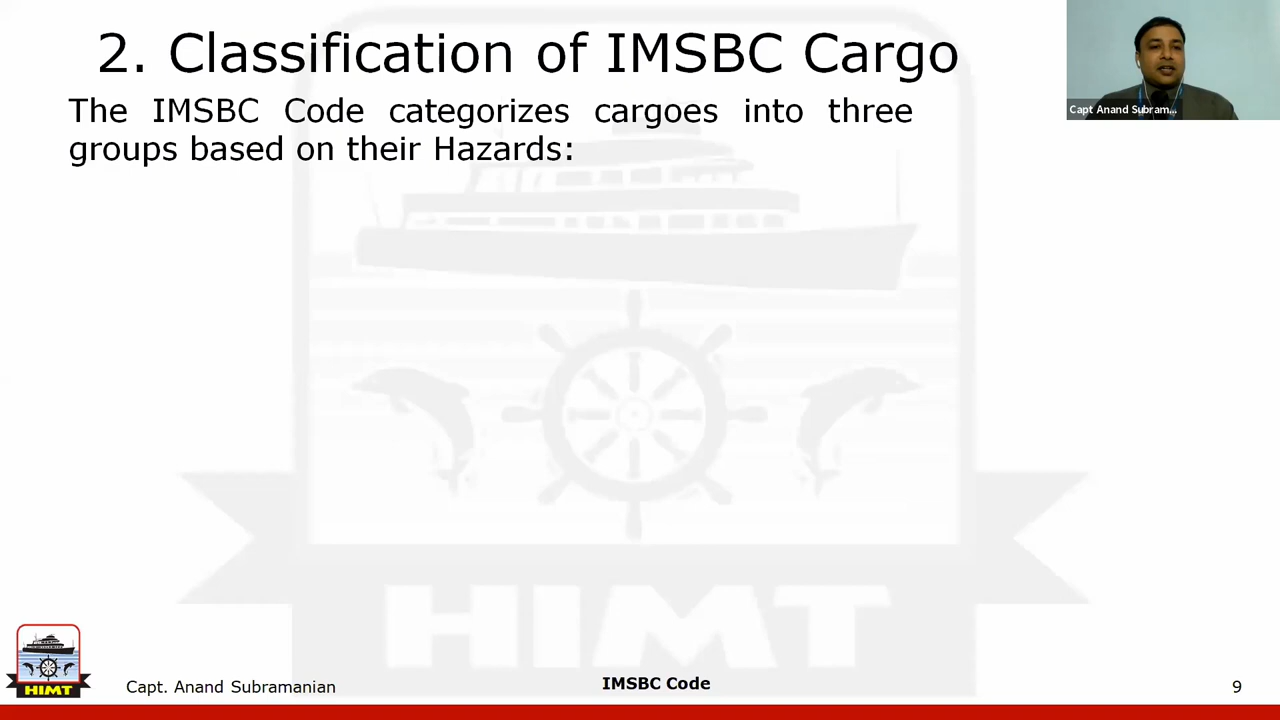 2. Classification of IMSBC Cargo
The IMSBC Code categorizes cargoes into three
groups based on their Hazards:
Capt Anand Subram...
HIMT
HIMT
Capt. Anand Subramanian
IMSBC Code
9